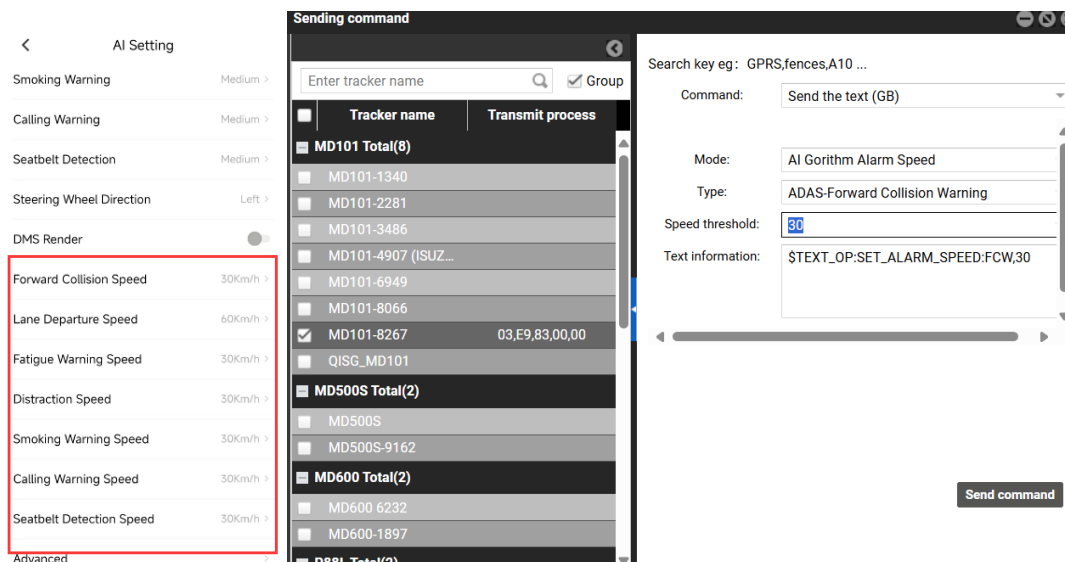 AI Setting
Smoking Warning Medium >
Calling Warning Medium >
Seatbelt Detection Medium >
Steering Wheel Direction Left >
DMS Render
Forward Collision Speed 30Km/h >
Lane Departure Speed 60Km/h >
Fatigue Warning Speed 30Km/h >
Distraction Speed 30Km/h >
Smoking Warning Speed 30Km/h >
Calling Warning Speed 30Km/h >
Seatbelt Detection Speed 30Km/h >
Advanced
Sending command
Enter tracker name Group
Tracker name Transmit process
MD101 Total(8)
MD101-1340
MD101-2281
MD101-3486
MD101-4907 (ISUZ...
MD101-6949
MD101-8066
MD101-8267 03,E9,83,00,00
QISG_MD101
MD500S Total(2)
MD500S
MD500S-9162
MD600 Total(2)
MD600 6232
MD600-1897
Search key eg: GPRS,fences,A10 ...
Command: Send the text (GB)
Mode: AI Gorithm Alarm Speed
Type: ADAS-Forward Collision Warning
Speed threshold: 30
Text information: $TEXT_OP:SET_ALARM_SPEED:FCW,30
Send command